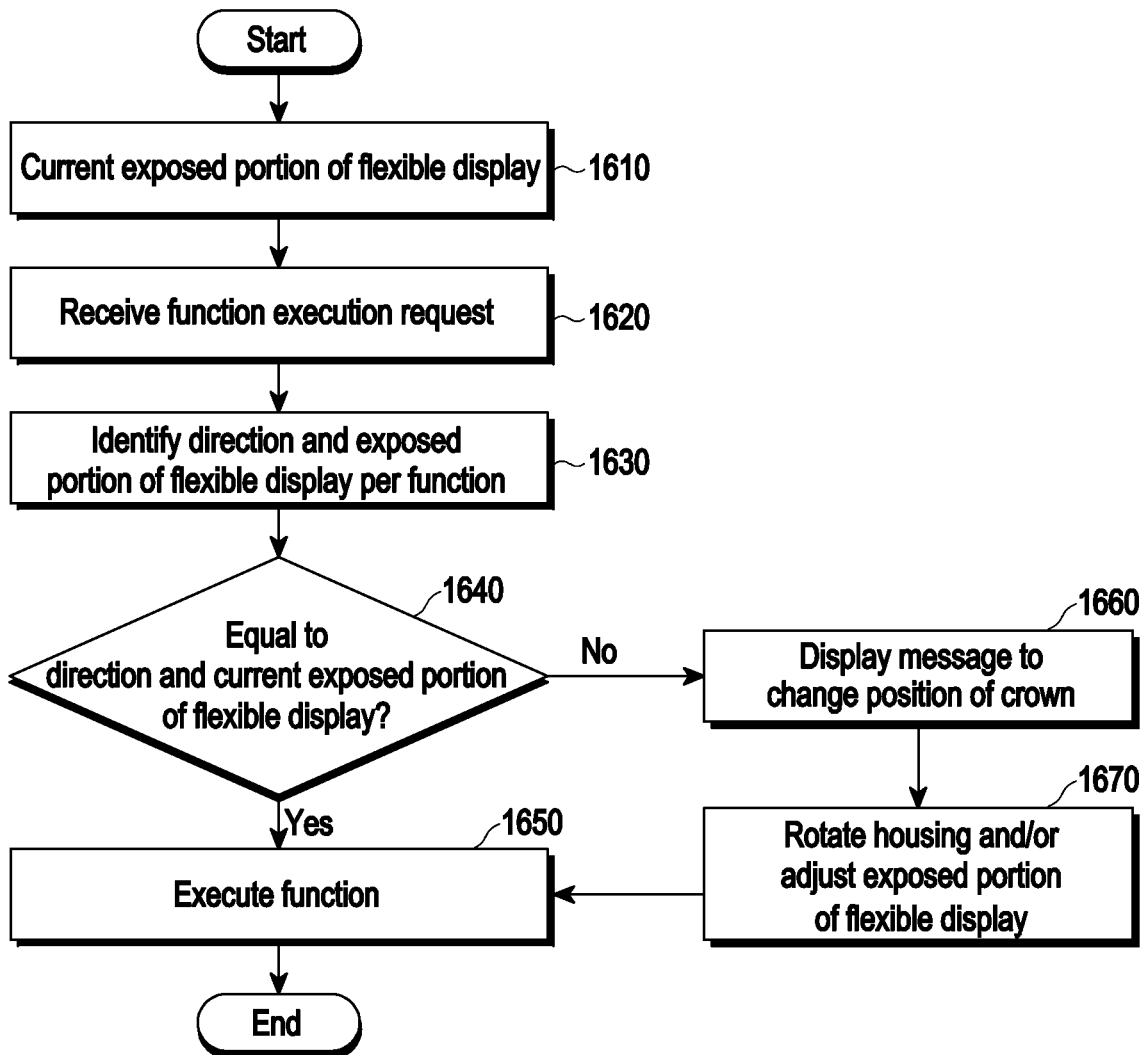 Start
Current exposed portion of flexible display
1610
Receive function execution request
1620
Identify direction and exposed
portion of flexible display per function
1630
1640
Equal to
direction and current exposed portion
of flexible display?
No
1660
Display message to
change position of crown
Yes
1650
Execute function
1670
Rotate housing and/or
adjust exposed portion
of flexible display
End